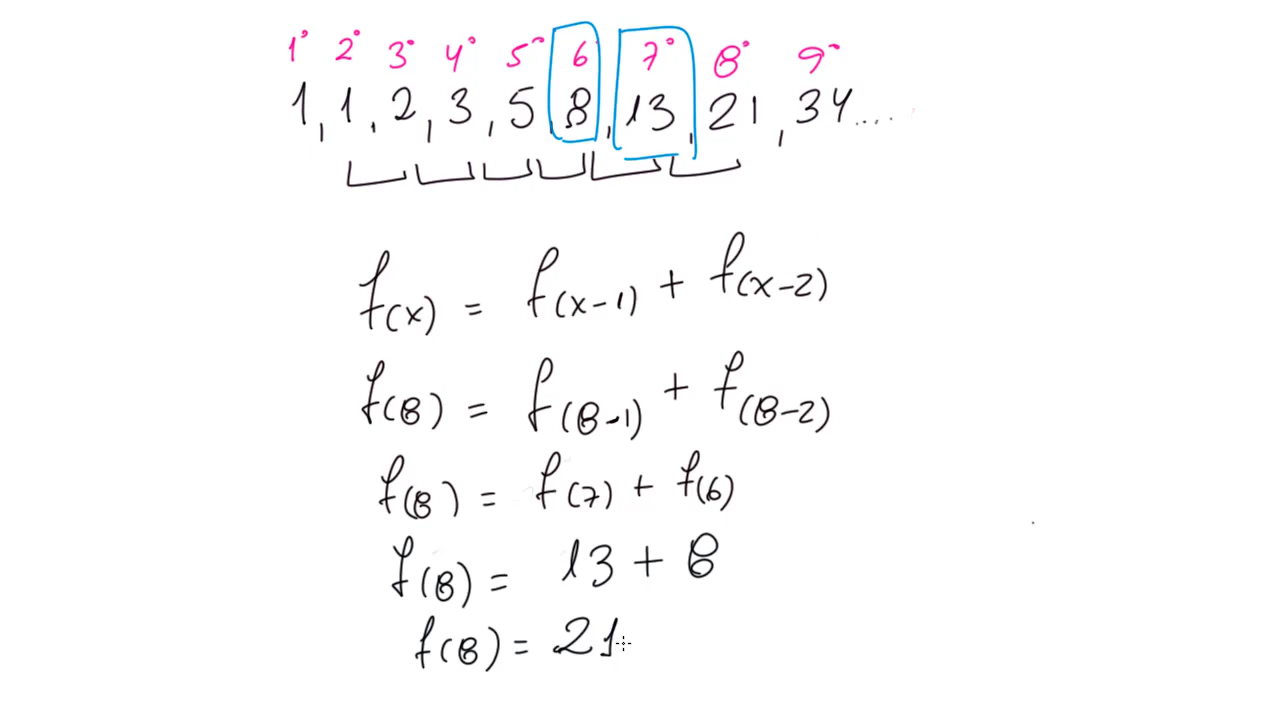 1° 2° 3° 4° 5° 6° 7° 8° 9°
1, 1, 2, 3, 5, 8, 13, 21, 34....
f(x) = f(x-1) + f(x-2)
f(8) = f(8-1) + f(8-2)
f(8) = f(7) + f(6)
f(8) = 13 + 8
f(8) = 21